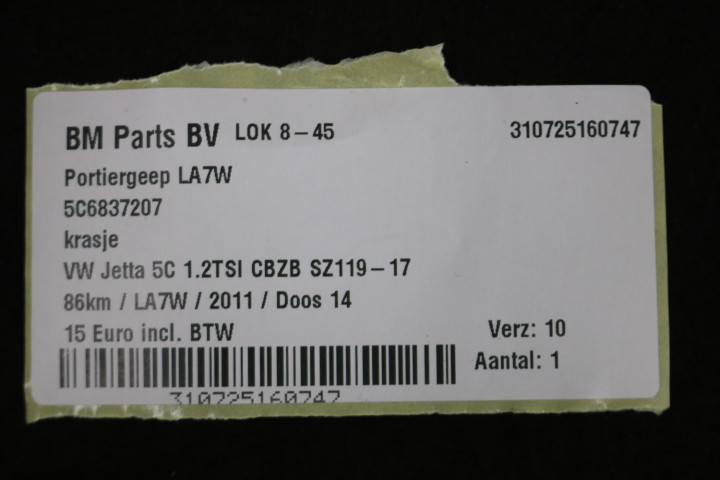 BM Parts BV LOK 8-45 310725160747
Portiergeep LA7W
5C6837207
krasje
VW Jetta 5C 1.2TSI CBZB SZ119-17
86km / LA7W / 2011 / Doos 14
15 Euro incl. BTW Verz: 10
Aantal: 1
310725160747